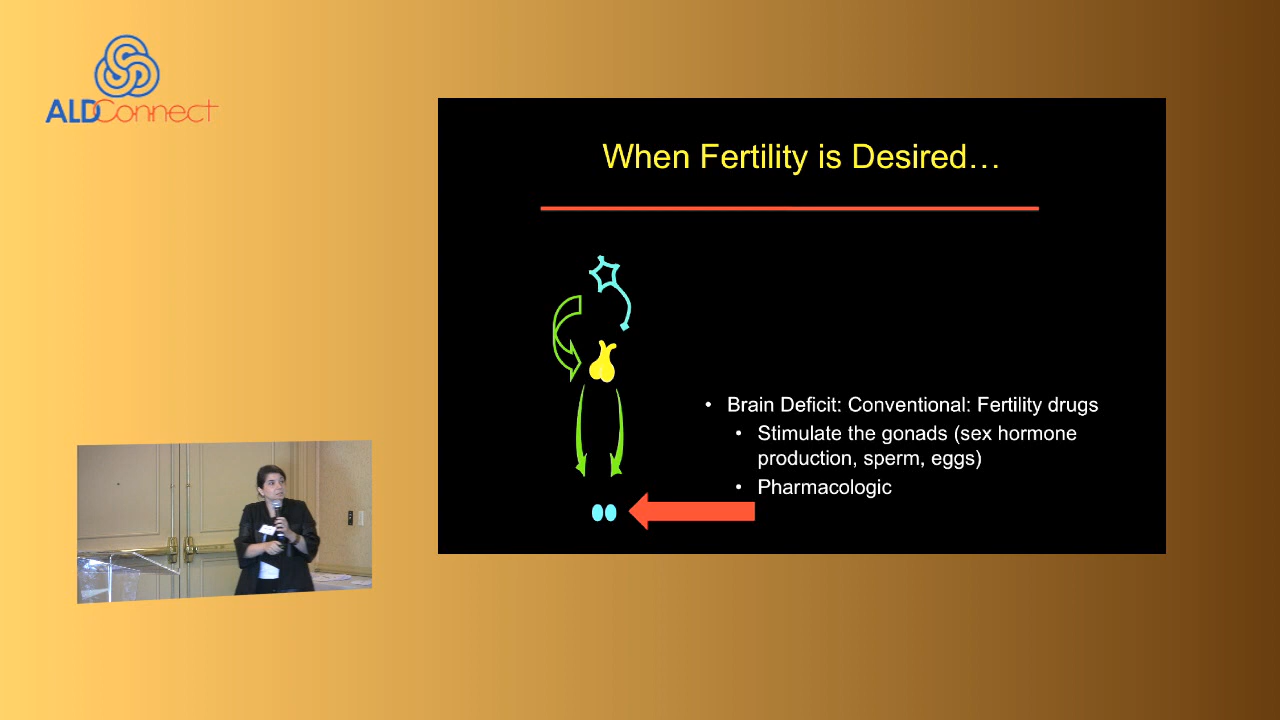 ALDConnect
When Fertility is Desired…
• Brain Deficit: Conventional: Fertility drugs
• Stimulate the gonads (sex hormone
production, sperm, eggs)
• Pharmacologic